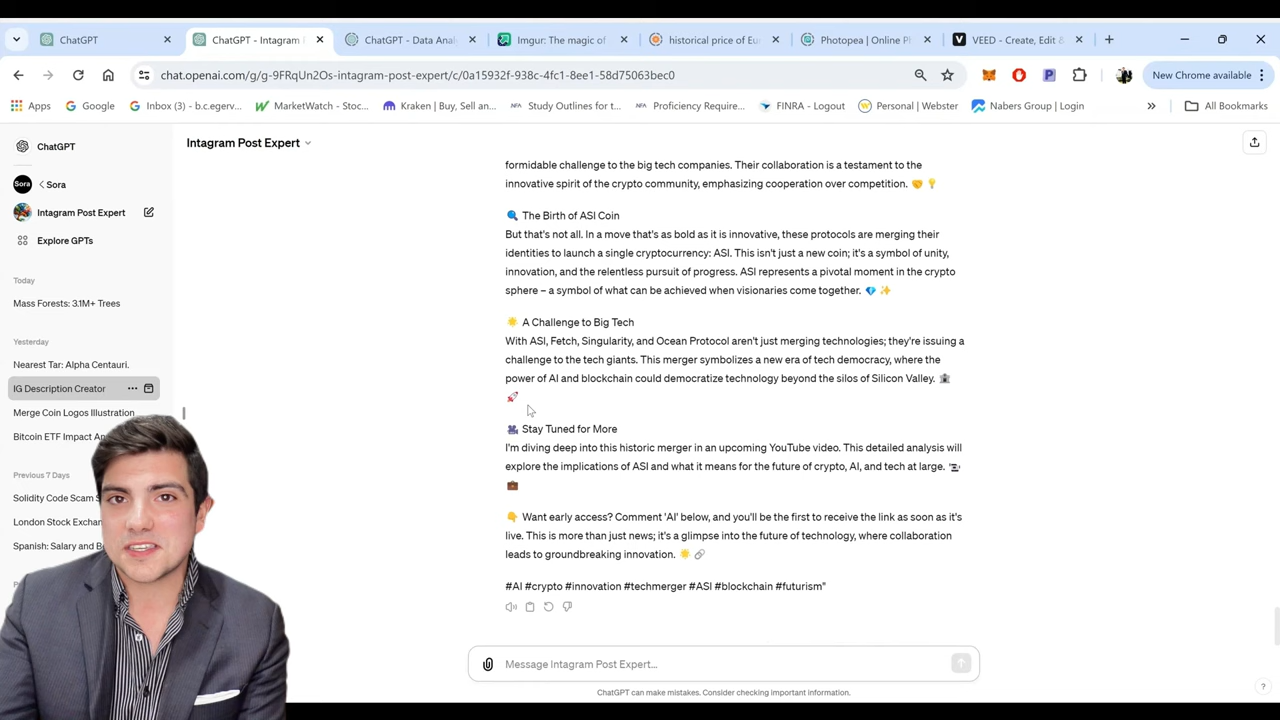 ChatGPT
ChatGPT - Intagram
ChatGPT - Data Anal
Imgur: The magic of
historical price of Eu
Photopea | Online Ph
VEED - Create, Edit &
chat.openai.com/g/g-9FRqUn2Os-intagram-post-expert/c/0a15932f-938c-4fc1-8ee1-58d75063bec0
New Chrome available
Apps
Google
Inbox (3) - b.c.egerv...
MarketWatch - Stoc...
Kraken | Buy, Sell an...
NFA
Study Outlines for t...
NFA
Proficiency Require...
FINRA - Logout
Personal | Webster
Nabers Group | Login
All Bookmarks
ChatGPT
Sora
Sora
Intagram Post Expert
Explore GPTs
Today
Mass Forests: 3.1M+ Trees
Yesterday
Nearest Tar: Alpha Centauri.
IG Description Creator
Merge Coin Logos Illustration
Bitcoin ETF Impact An
Previous 7 Days
Solidity Code Scam S
London Stock Exchan
Spanish: Salary and B
Intagram Post Expert
formidable challenge to the big tech companies. Their collaboration is a testament to the
innovative spirit of the crypto community, emphasizing cooperation over competition. 🤝 💡
🔍 The Birth of ASI Coin
But that's not all. In a move that's as bold as it is innovative, these protocols are merging their
identities to launch a single cryptocurrency: ASI. This isn't just a new coin; it's a symbol of unity,
innovation, and the relentless pursuit of progress. ASI represents a pivotal moment in the crypto
sphere – a symbol of what can be achieved when visionaries come together. 💎 ✨
🌟 A Challenge to Big Tech
With ASI, Fetch, Singularity, and Ocean Protocol aren't just merging technologies; they're issuing a
challenge to the tech giants. This merger symbolizes a new era of tech democracy, where the
power of AI and blockchain could democratize technology beyond the silos of Silicon Valley. 🏦
🚀
🎥 Stay Tuned for More
I'm diving deep into this historic merger in an upcoming YouTube video. This detailed analysis will
explore the implications of ASI and what it means for the future of crypto, AI, and tech at large.
💼
👇 Want early access? Comment 'AI' below, and you'll be the first to receive the link as soon as it's
live. This is more than just news; it's a glimpse into the future of technology, where collaboration
leads to groundbreaking innovation. 🌟 🔗
#AI #crypto #innovation #techmerger #ASI #blockchain #futurism"
Message Intagram Post Expert...
ChatGPT can make mistakes. Consider checking important information.
?